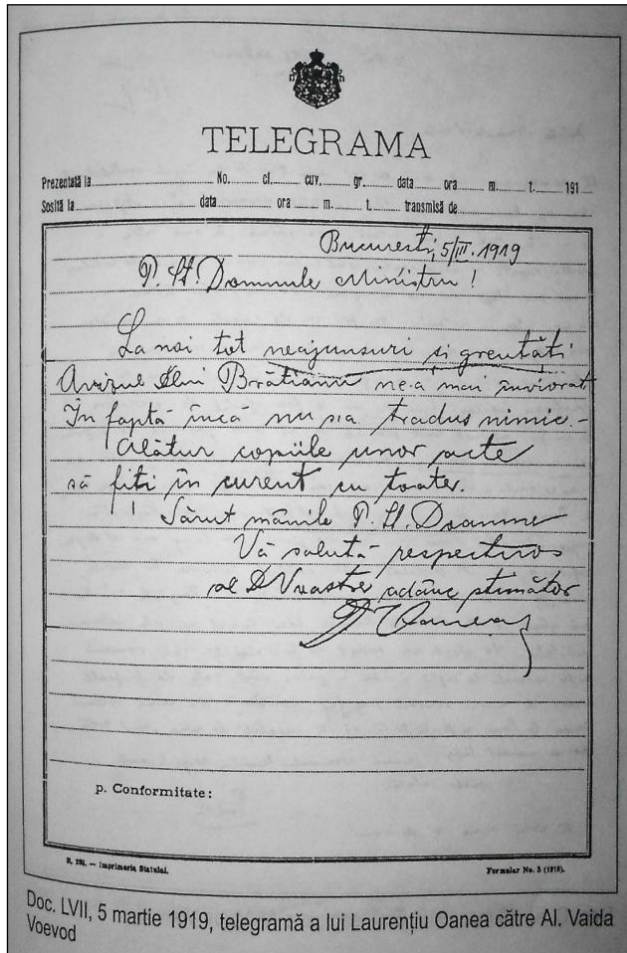 TELEGRAMA
Prezentată la No. cl. cuv. gr. data ora m. t. 191
Sosită la data ora m. t. transmisă de
Bucuresti, 5/III. 1919
P. St. Domnule Ministru!
La noi tot neajunsuri și greutăți
Avizul Dlui Brătianu ne-a mai înviorat
În faptă încă nu s'a tradus nimic.-
Alătur copiile unor acte
să fiți în curent cu toate.
Sărut mânile P. St. Doamne
Vă salută respectuos
al D Voastre adânc stimător
p. Conformitate:
R. 291. — Imprimeria Statului.
Formular No. 5 (1918).
Doc. LVII, 5 martie 1919, telegramă a lui Laurențiu Oanea către Al. Vaida
Voevod